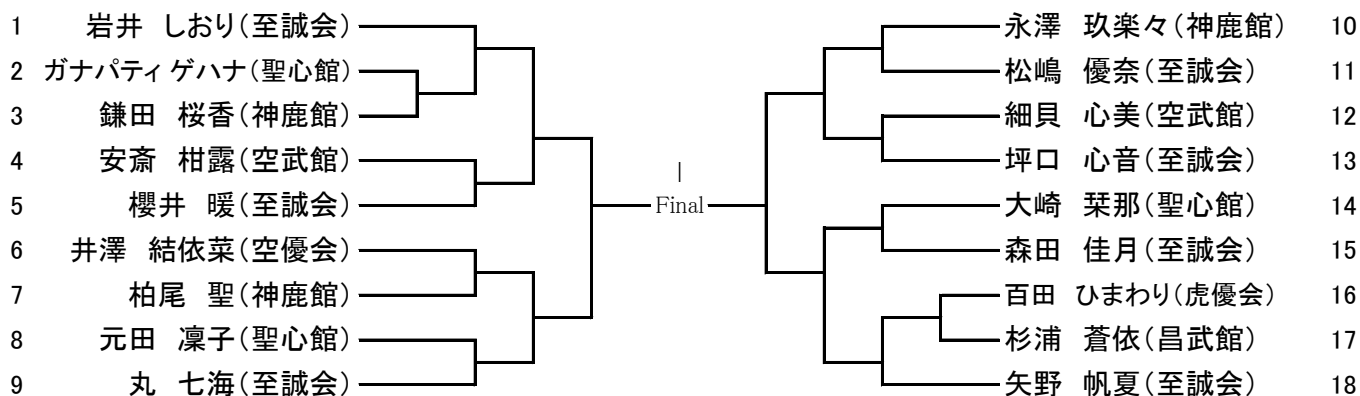 1 岩井 しおり(至誠会)
2 ガナパティ ゲハナ(聖心館)
3 鎌田 桜香(神鹿館)
4 安斎 柑露(空武館)
5 櫻井 暖(至誠会)
6 井澤 結依菜(空優会)
7 柏尾 聖(神鹿館)
8 元田 凜子(聖心館)
9 丸 七海(至誠会)
Final
永澤 玖楽々(神鹿館) 10
松嶋 優奈(至誠会) 11
細貝 心美(空武館) 12
坪口 心音(至誠会) 13
大崎 栞那(聖心館) 14
森田 佳月(至誠会) 15
百田 ひまわり(虎優会) 16
杉浦 蒼依(昌武館) 17
矢野 帆夏(至誠会) 18